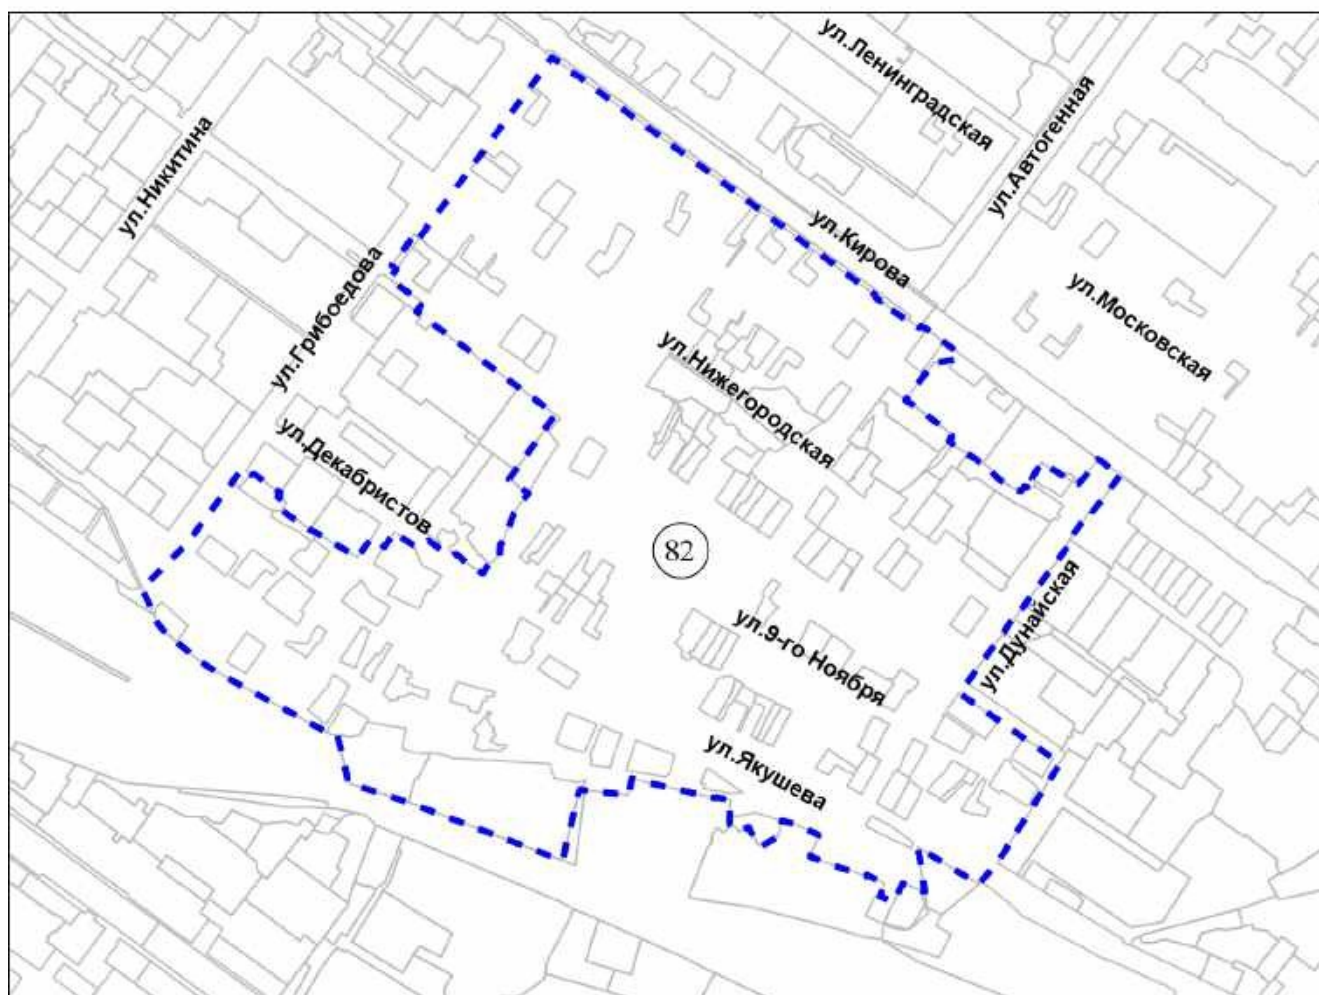 ул.Ленинградская
ул.Автогенная
ул.Никитина
ул.Кирова
ул.Грибоедова
ул.Московская
ул.Нижегородская
ул.Декабристов
82
ул.9-го Ноября
ул.Дунайская
ул.Якушева